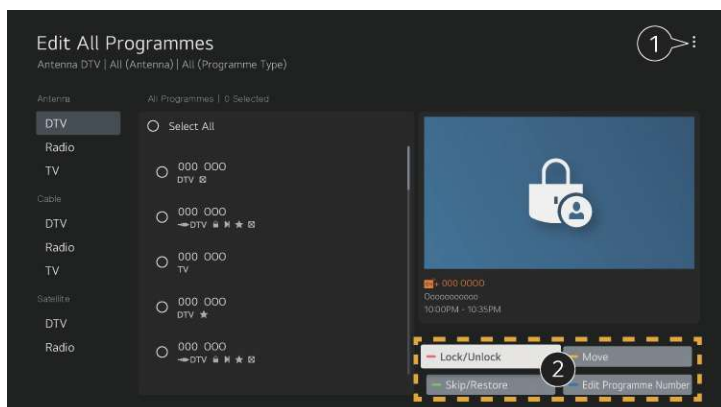 Edit All Programmes
Antenna DTV | All (Antenna) | All (Programme Type)
1
Antenna
DTV
Radio
TV
Cable
DTV
Radio
TV
Satellite
DTV
Radio
All Programmes | 0 Selected
Select All
000 000
DTV
000 000
DTV
000 000
TV
000 000
DTV
000 000
DTV
000 0000
Oooooooooo
10:00PM - 10:35PM
Lock/Unlock
Move
2
Skip/Restore
Edit Programme Number